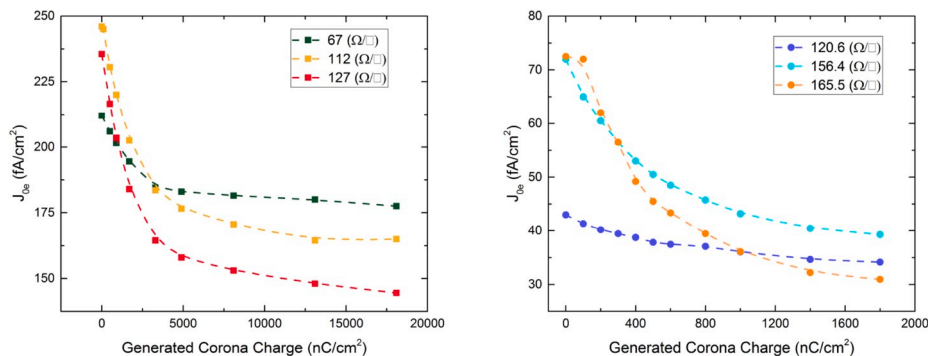 250
225
200
175
150
J0e (fA/cm²)
67 (Ω/□)
112 (Ω/□)
127 (Ω/□)
0 5000 10000 15000 20000
Generated Corona Charge (nC/cm²)
80
70
60
50
40
30
J0e (fA/cm²)
120.6 (Ω/□)
156.4 (Ω/□)
165.5 (Ω/□)
0 400 800 1200 1600 2000
Generated Corona Charge (nC/cm²)